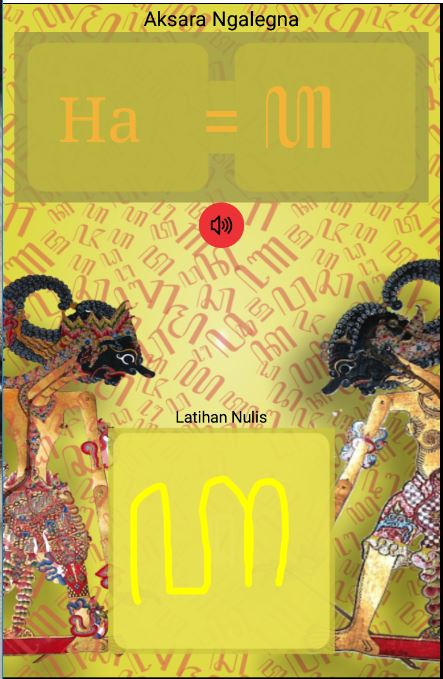 Aksara Ngalegna
Ha = ꦲ
Latihan Nulis
ꦲ